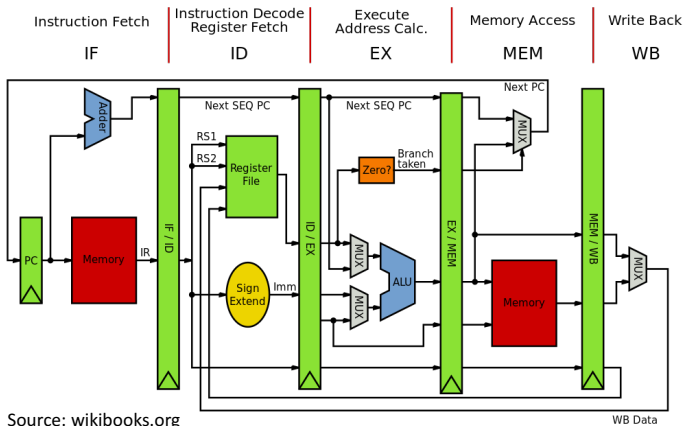 Instruction Fetch
IF
Instruction Decode
Register Fetch
ID
Execute
Address Calc.
EX
Memory Access
MEM
Write Back
WB
Next PC
Adder
Next SEQ PC
Next SEQ PC
MUX
RS1
RS2
Register
File
Branch
taken
Zero?
IF / ID
ID / EX
EX / MEM
MEM / WB
PC
Memory
IR
MUX
ALU
MUX
Sign
Extend
Imm
MUX
Memory
WB Data
Source: wikibooks.org